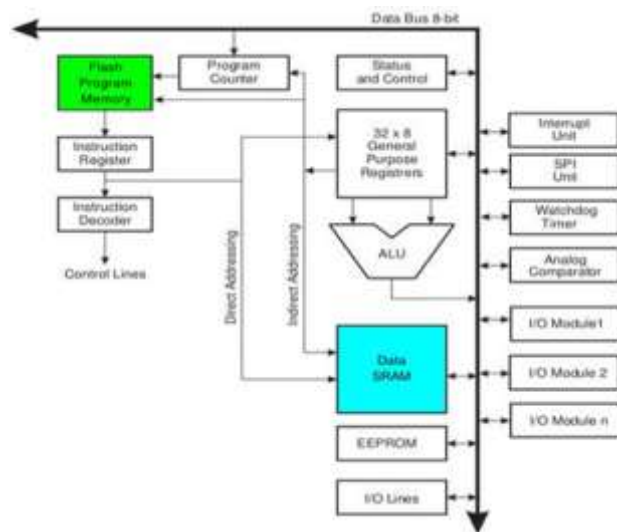 Data Bus 8-bit
Flash
Program
Memory
Program
Counter
Status
and Control
Instruction
Register
32 x 8
General
Purpose
Registrers
Interrupt
Unit
SPI
Unit
Instruction
Decoder
Watchdog
Timer
ALU
Analog
Comparator
Control Lines
Direct Addressing
Indirect Addressing
I/O Module1
Data
SRAM
I/O Module 2
I/O Module n
EEPROM
I/O Lines